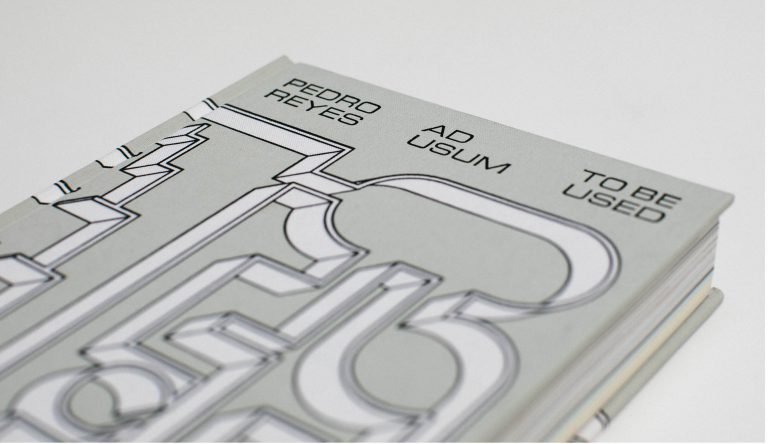 PEDRO
REYES
AD
USUM
TO BE
USED